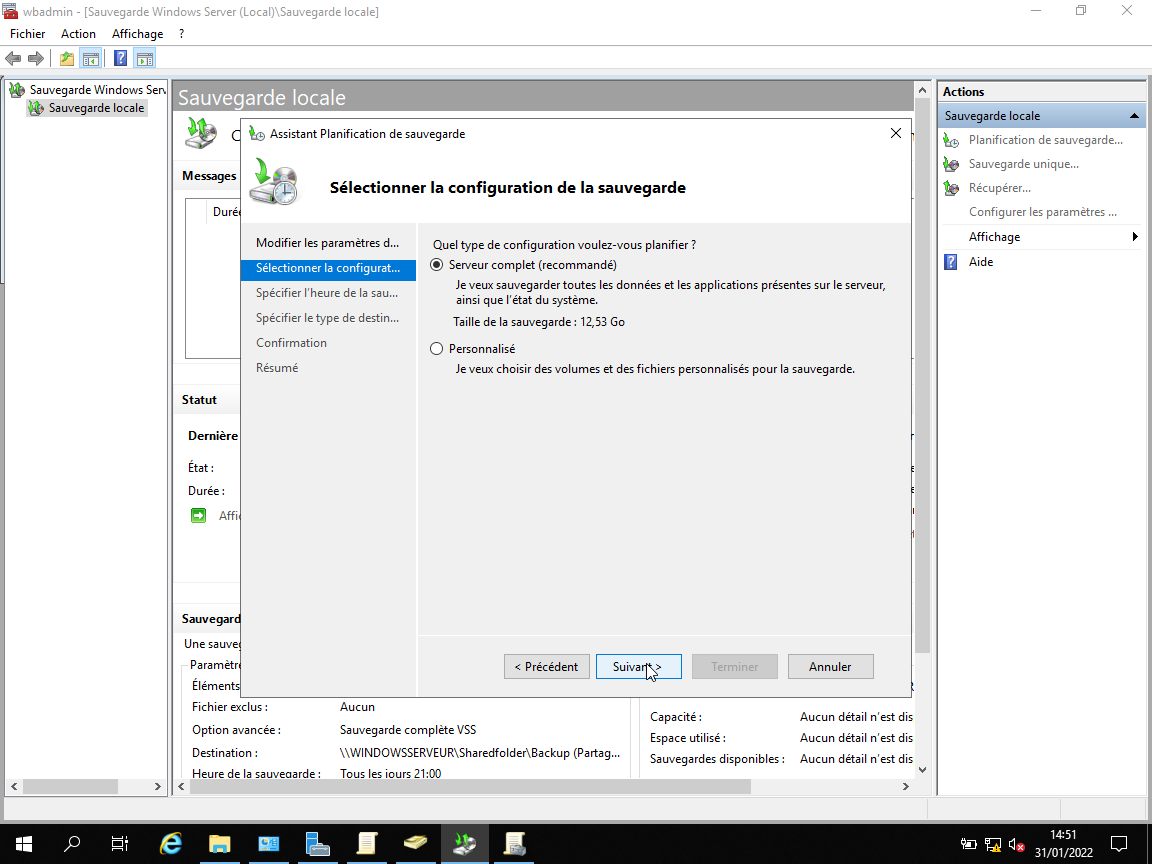 wbadmin - [Sauvegarde Windows Server (Local)\Sauvegarde locale]
Fichier Action Affichage ?
Sauvegarde Windows Serv
Sauvegarde locale
Sauvegarde locale
Messages
Durée
Statut
Dernière
État :
Durée :
Affic
Sauvegard
Une sauveg
Paramètre
Éléments
Fichier exclus : Aucun
Option avancée : Sauvegarde complète VSS
Destination : \\WINDOWSSERVEUR\Sharedfolder\Backup (Partag...
Heure de la sauvegarde : Tous les jours 21:00
Capacité : Aucun détail n'est dis
Espace utilisé : Aucun détail n'est dis
Sauvegardes disponibles : Aucun détail n'est dis
Assistant Planification de sauvegarde
Sélectionner la configuration de la sauvegarde
Modifier les paramètres d...
Sélectionner la configurat...
Spécifier l'heure de la sau...
Spécifier le type de destin...
Confirmation
Résumé
Quel type de configuration voulez-vous planifier ?
Serveur complet (recommandé)
Je veux sauvegarder toutes les données et les applications présentes sur le serveur,
ainsi que l'état du système.
Taille de la sauvegarde : 12,53 Go
Personnalisé
Je veux choisir des volumes et des fichiers personnalisés pour la sauvegarde.
< Précédent Suivant > Terminer Annuler
Actions
Sauvegarde locale
Planification de sauvegarde...
Sauvegarde unique...
Récupérer...
Configurer les paramètres ...
Affichage
Aide
14:51
31/01/2022